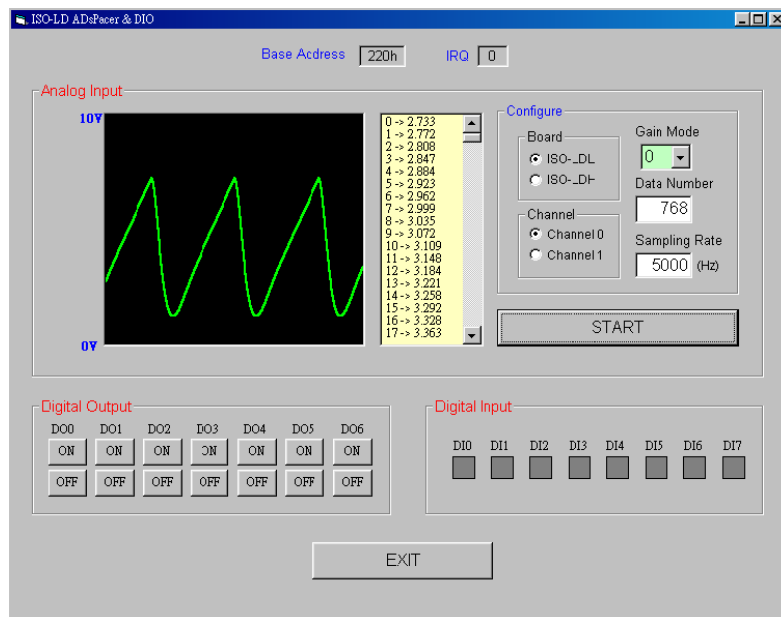 ISO-LD ADsPacer & DIO
Base Acdress 220h IRQ 0
Analog Input
10V
0V
0 -> 2.733
1 -> 2.772
2 -> 2.808
3 -> 2.847
4 -> 2.884
5 -> 2.923
6 -> 2.962
7 -> 2.999
8 -> 3.035
9 -> 3.072
10 -> 3.109
11 -> 3.148
12 -> 3.184
13 -> 3.221
14 -> 3.258
15 -> 3.292
16 -> 3.328
17 -> 3.363
Configure
Board
ISO-_DL
ISO-_DH
Channel
Channel 0
Channel 1
Gain Mode
0
Data Number
768
Sampling Rate
5000 (Hz)
START
Digital Output
DO0 DO1 DO2 DO3 DO4 DO5 DO6
ON ON ON ON ON ON ON
OFF OFF OFF OFF OFF OFF OFF
Digital Input
DI0 DI1 DI2 DI3 DI4 DI5 DI6 DI7
EXIT